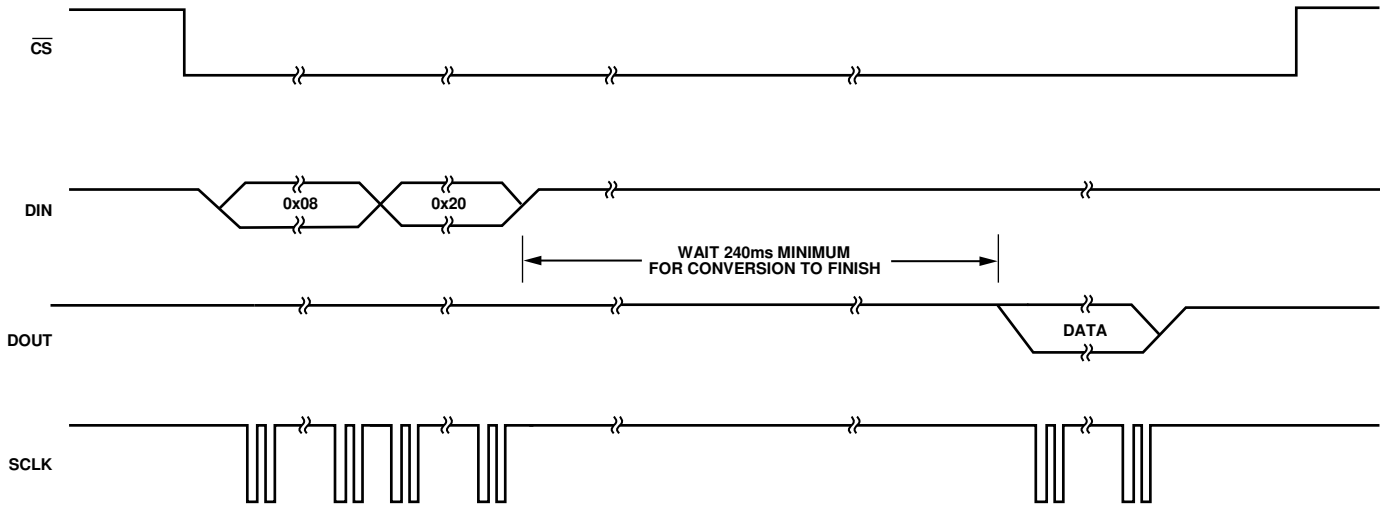 CS
DIN
0x08
0x20
WAIT 240ms MINIMUM
FOR CONVERSION TO FINISH
DOUT
DATA
SCLK